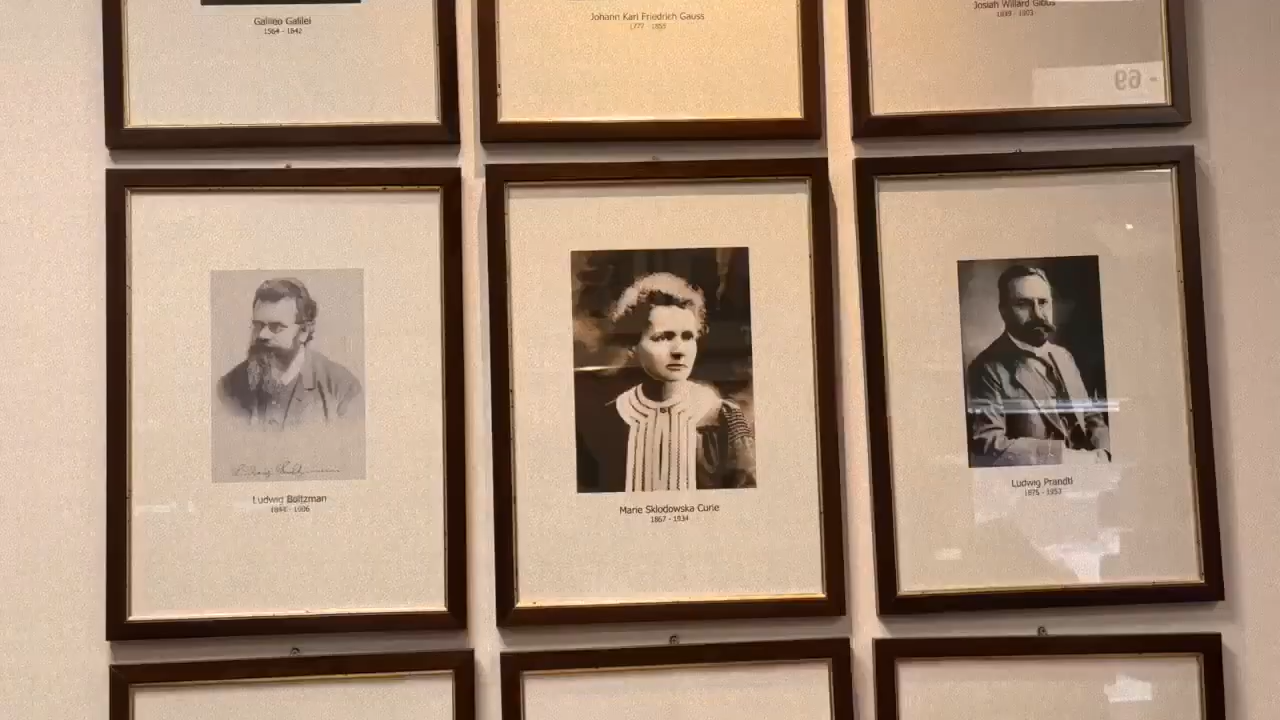 Galileo Galilei
1564 - 1642
Johann Karl Friedrich Gauss
1777 - 1855
Josiah Willard Gibbs
1839 - 1903
69 -
Ludwig Boltzman
1844 - 1906
Marie Sklodowska Curie
1867 - 1934
Ludwig Prandtl
1875 - 1953